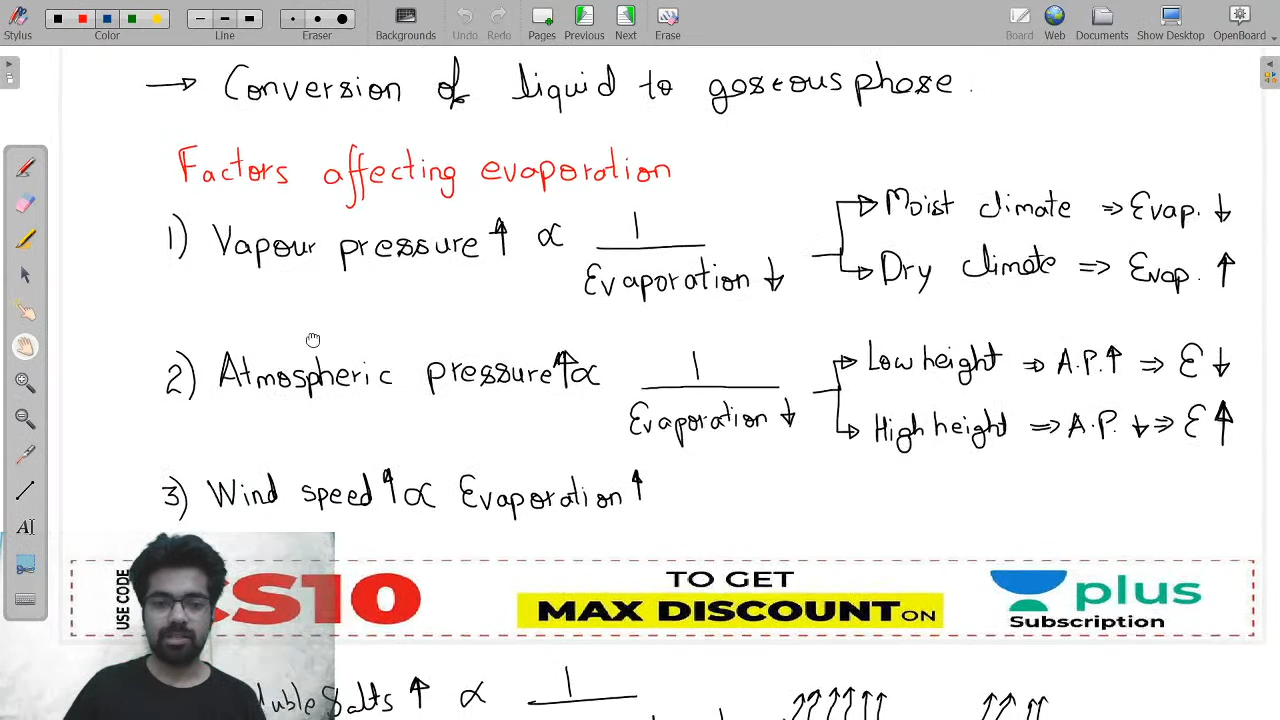 Stylus
Color
Line
Eraser
Backgrounds
Undo
Redo
Pages
Previous
Next
Erase
Board
Web
Documents
Show Desktop
OpenBoard
→ Conversion of liquid to gaseous phase.
Factors affecting evaporation
1) Vapour pressure ↑ ∝ 1 / Evaporation ↓
Moist climate ⇒ Evap. ↓
Dry climate ⇒ Evap. ↑
2) Atmospheric pressure ↑ ∝ 1 / Evaporation ↓
Low height ⇒ A.P. ↑ ⇒ E ↓
High height ⇒ A.P. ↓ ⇒ E ↑
3) Wind speed ↑ ∝ Evaporation ↑
USE CODE
CS10
TO GET
MAX DISCOUNT ON
plus
Subscription
Salts ↑ ∝ 1
AI